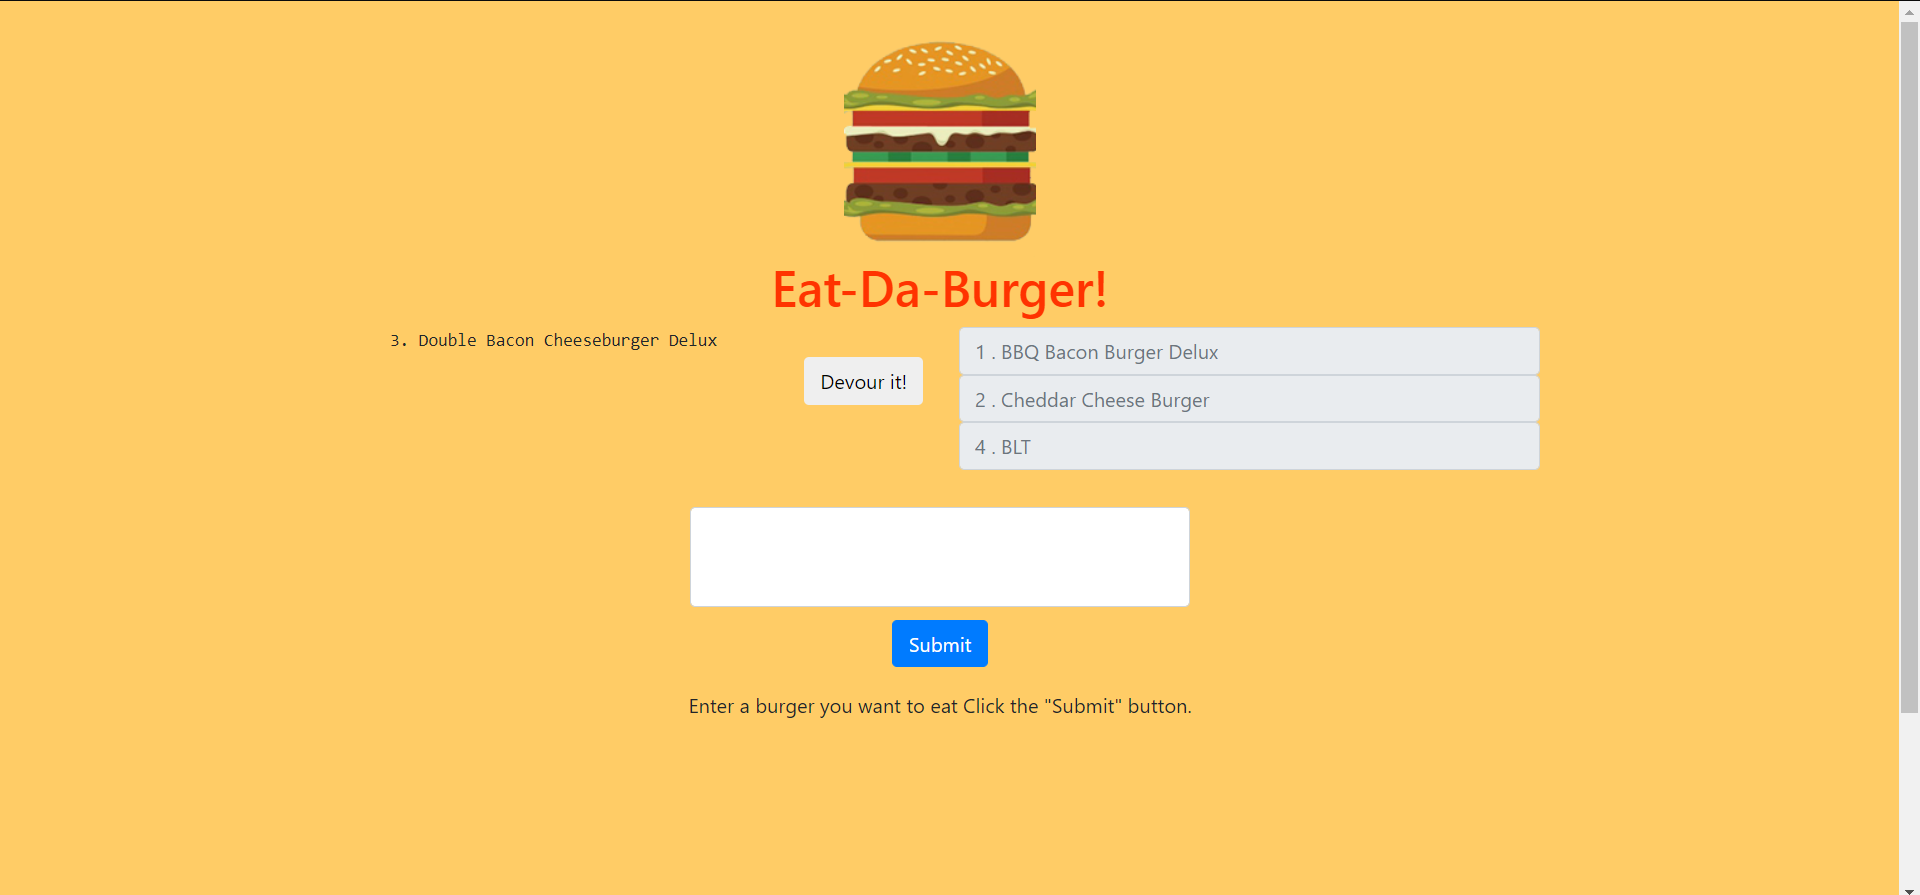 Eat-Da-Burger!
3. Double Bacon Cheeseburger Delux
Devour it!
1 . BBQ Bacon Burger Delux
2 . Cheddar Cheese Burger
4 . BLT
Submit
Enter a burger you want to eat Click the "Submit" button.